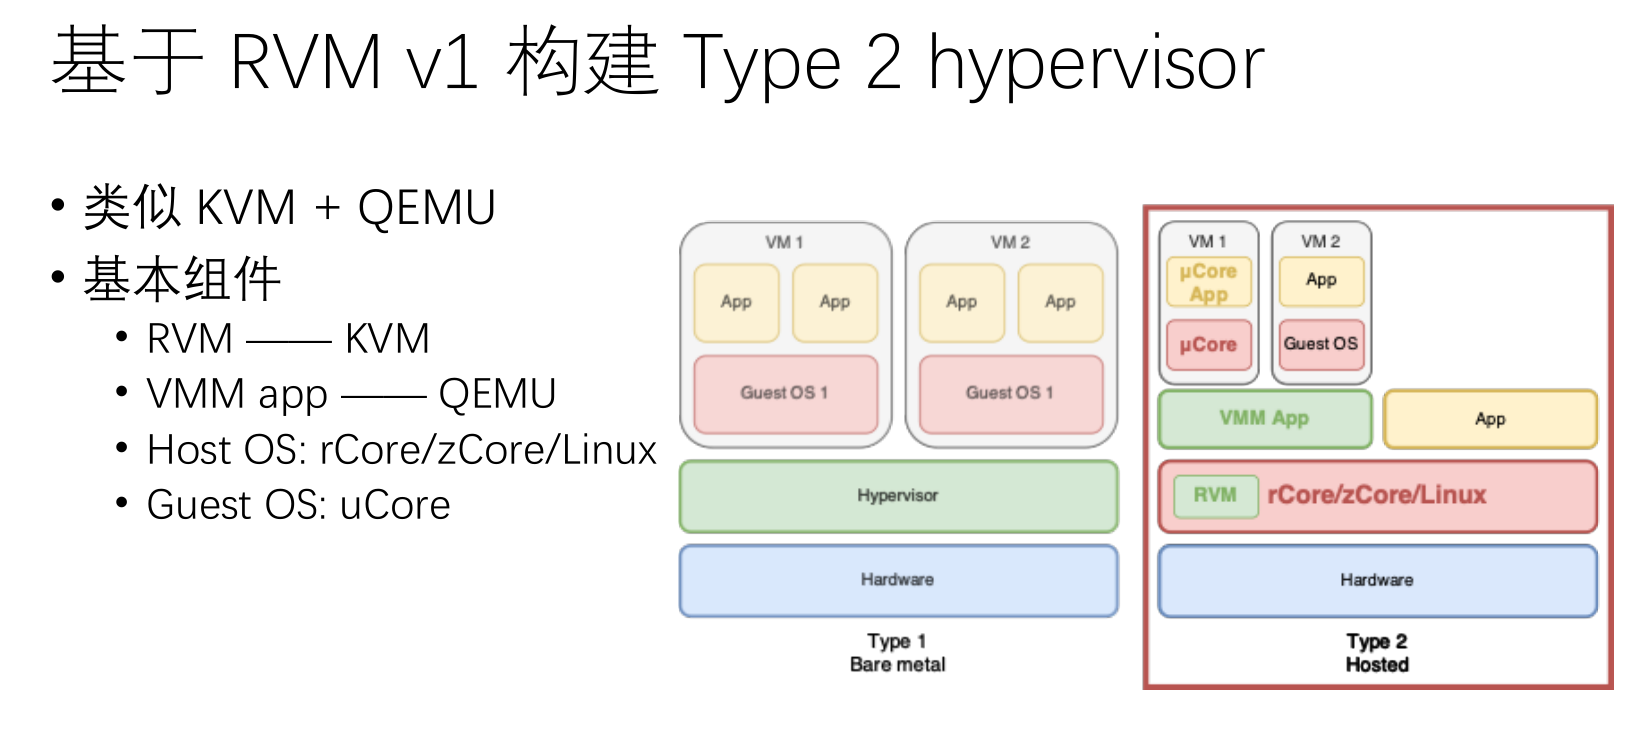 基于 RVM v1 构建 Type 2 hypervisor
• 类似 KVM + QEMU
• 基本组件
• RVM —— KVM
• VMM app —— QEMU
• Host OS: rCore/zCore/Linux
• Guest OS: uCore
VM 1
App
App
Guest OS 1
VM 2
App
App
Guest OS 1
Hypervisor
Hardware
Type 1
Bare metal
VM 1
μCore
App
μCore
VM 2
App
Guest OS
VMM App
App
RVM
rCore/zCore/Linux
Hardware
Type 2
Hosted